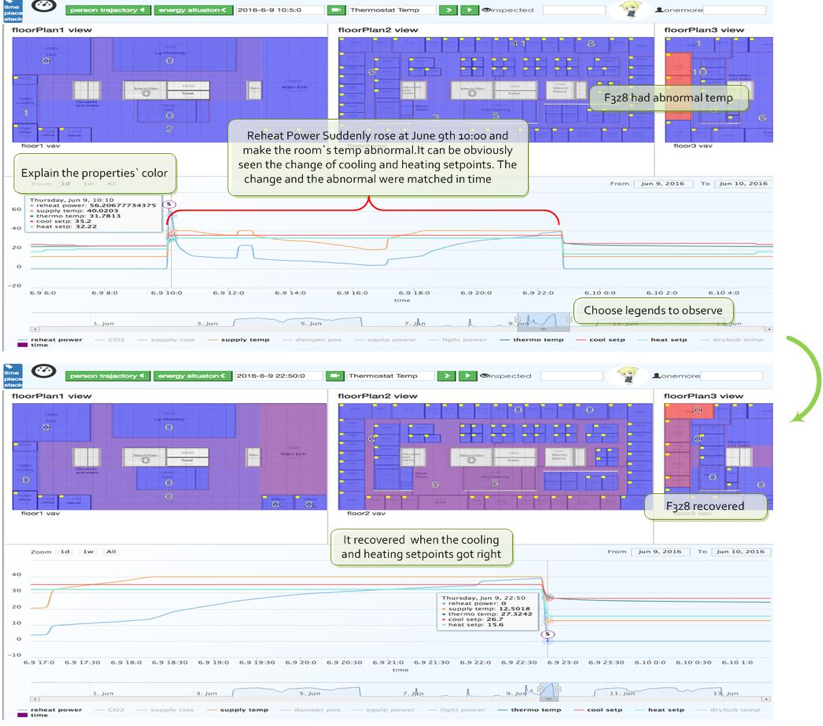 time
place
stack
person trajectory
energy situaton
2016-6-9 10:5:0
Thermostat Temp
inspected
onemore
floorPlan1 view
floorPlan2 view
floorPlan3 view
F3z8 had abnormal temp
floor1 vav
floor3 vav
Reheat Power Suddenly rose at June 9th 10:00 and
make the room`s temp abnormal.It can be obviously
seen the change of cooling and heating setpoints. The
change and the abnormal were matched in time
Explain the properties` color
Zoom 1d 1w All
From Jun 9, 2016 To Jun 10, 2016
Thursday, Jun 9, 10:10
reheat power: 56.20677734375
supply temp: 40.0203
thermo temp: 31.7813
cool setp: 35.2
heat setp: 32.22
S
60
40
20
0
-20
6.9 6:0 6.9 8:0 6.9 10:0 6.9 12:0 6.9 14:0 6.9 16:0 6.9 18:0 6.9 20:0 6.9 22:0 6.10 0:0 6.10 2:0 6.10 4:0
time
Choose legends to observe
1. Jun 3. Jun 5. Jun 7. Jun 9. Jun 11. Jun 13. Jun
reheat power CO2 supply rate supply temp damper pos equip power light power thermo temp cool setp heat setp drybulb temp
time
time
place
stack
person trajectory
energy situaton
2016-6-9 22:50:0
Thermostat Temp
inspected
onemore
floorPlan1 view
floorPlan2 view
floorPlan3 view
F3z8 recovered
floor1 vav
floor2 vav
floor3 vav
It recovered when the cooling
and heating setpoints got right
Zoom 1d 1w All
From Jun 9, 2016 To Jun 10, 2016
40
30
20
10
0
-10
Thursday, Jun 9, 22:50
reheat power: 0
supply temp: 12.5018
thermo temp: 27.3242
cool setp: 26.7
heat setp: 15.6
S
6.9 17:0 6.9 17:30 6.9 18:0 6.9 18:30 6.9 19:0 6.9 19:30 6.9 20:0 6.9 20:30 6.9 21:0 6.9 21:30 6.9 22:0 6.9 22:30 6.9 23:0 6.9 23:30 6.10 0:0 6.10 0:30 6.10 1:0
time
1. Jun 3. Jun 5. Jun 7. Jun 9. Jun 11. Jun 13. Jun
reheat power CO2 supply rate supply temp damper pos equip power light power thermo temp cool setp heat setp drybulb temp
time